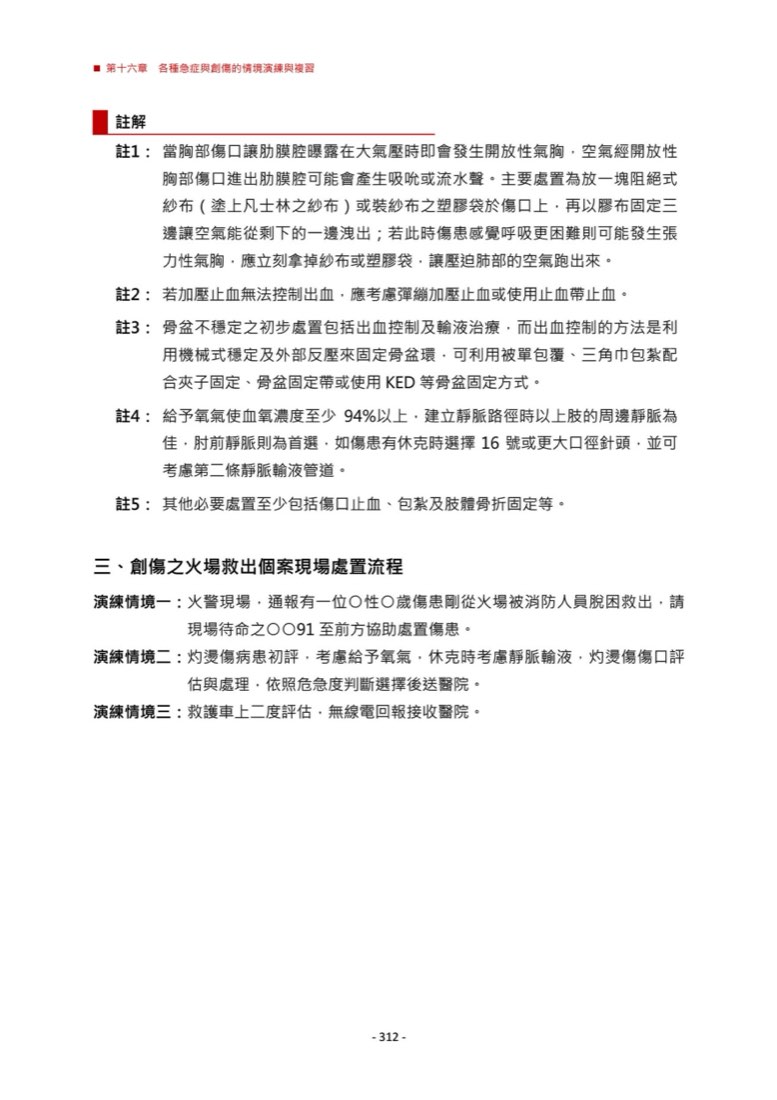 ■ 第十六章　各種急症與創傷的情境演練與複習
註解
註1： 當胸部傷口讓肋膜腔曝露在大氣壓時即會發生開放性氣胸，空氣經開放性
胸部傷口進出肋膜腔可能會產生吸吮或流水聲。主要處置為放一塊阻絕式
紗布（塗上凡士林之紗布）或裝紗布之塑膠袋於傷口上，再以膠布固定三
邊讓空氣能從剩下的一邊洩出；若此時傷患感覺呼吸更困難則可能發生張
力性氣胸，應立刻拿掉紗布或塑膠袋，讓壓迫肺部的空氣跑出來。
註2： 若加壓止血無法控制出血，應考慮彈繃加壓止血或使用止血帶止血。
註3： 骨盆不穩定之初步處置包括出血控制及輸液治療，而出血控制的方法是利
用機械式穩定及外部反壓來固定骨盆環，可利用被單包覆、三角巾包紮配
合夾子固定、骨盆固定帶或使用 KED 等骨盆固定方式。
註4： 給予氧氣使血氧濃度至少 94%以上，建立靜脈路徑時以上肢的周邊靜脈為
佳，肘前靜脈則為首選，如傷患有休克時選擇 16 號或更大口徑針頭，並可
考慮第二條靜脈輸液管道。
註5： 其他必要處置至少包括傷口止血、包紮及肢體骨折固定等。
三、創傷之火場救出個案現場處置流程
演練情境一：火警現場，通報有一位○性○歲傷患剛從火場被消防人員脫困救出，請
現場待命之○○91 至前方協助處置傷患。
演練情境二：灼燙傷病患初評，考慮給予氧氣，休克時考慮靜脈輸液，灼燙傷傷口評
估與處理，依照危急度判斷選擇後送醫院。
演練情境三：救護車上二度評估，無線電回報接收醫院。
- 312 -